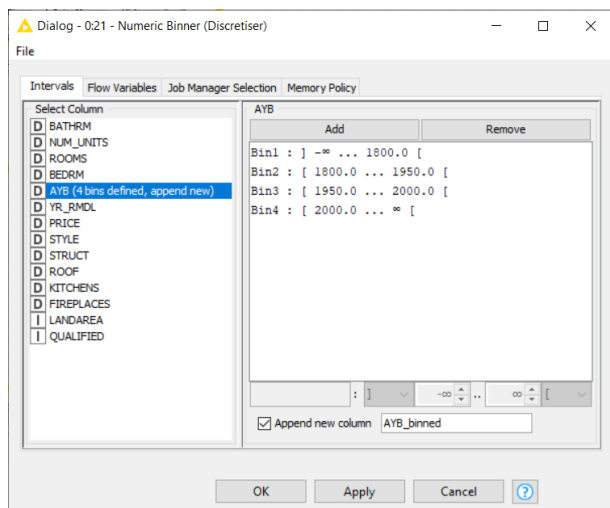 Dialog - 0:21 - Numeric Binner (Discretiser)
File
Intervals Flow Variables Job Manager Selection Memory Policy
Select Column
D BATHRM
D NUM_UNITS
D ROOMS
D BEDRM
D AYB (4 bins defined, append new)
D YR_RMDL
D PRICE
D STYLE
D STRUCT
D ROOF
D KITCHENS
D FIREPLACES
I LANDAREA
I QUALIFIED
AYB
Add Remove
Bin1 : ] -∞ ... 1800.0 [
Bin2 : [ 1800.0 ... 1950.0 [
Bin3 : [ 1950.0 ... 2000.0 [
Bin4 : [ 2000.0 ... ∞ [
: ] -∞ .. ∞ [
Append new column AYB_binned
OK Apply Cancel ?